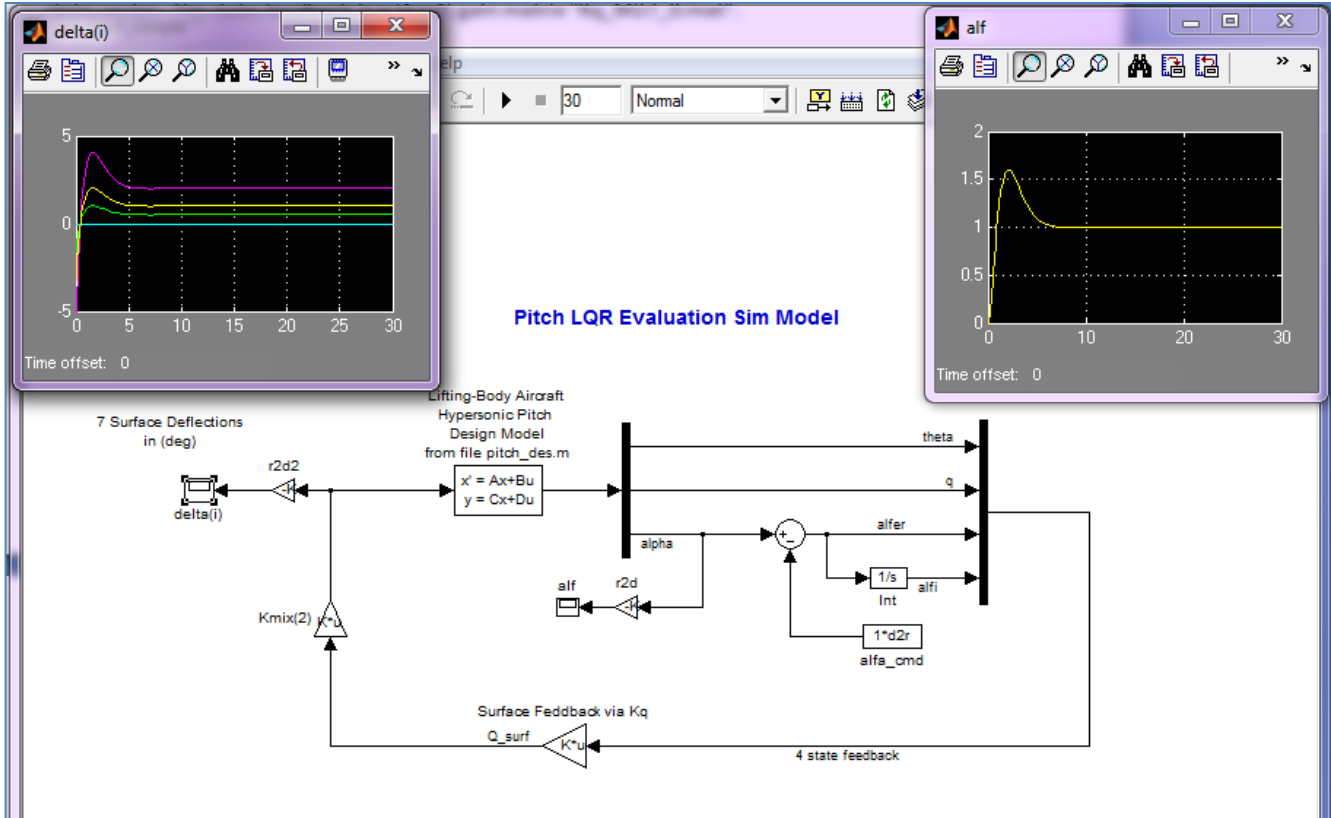 delta(i)
alf
elp
30
Normal
5
0
-5
0
5
10
15
20
25
30
Time offset: 0
2
1.5
1
0.5
0
0
10
20
30
Time offset: 0
Pitch LQR Evaluation Sim Model
7 Surface Deflections
in (deg)
r2d2
delta(i)
Lifting-Body Aircraft
Hypersonic Pitch
Design Model
from file pitch_des.m
x' = Ax+Bu
y = Cx+Du
theta
q
alfer
alpha
1/s
Int
alfi
alf
r2d
-K
1*d2r
alfa_cmd
Kmix(2)
K*u
Surface Feddback via Kq
Q_surf
K*u
4 state feedback